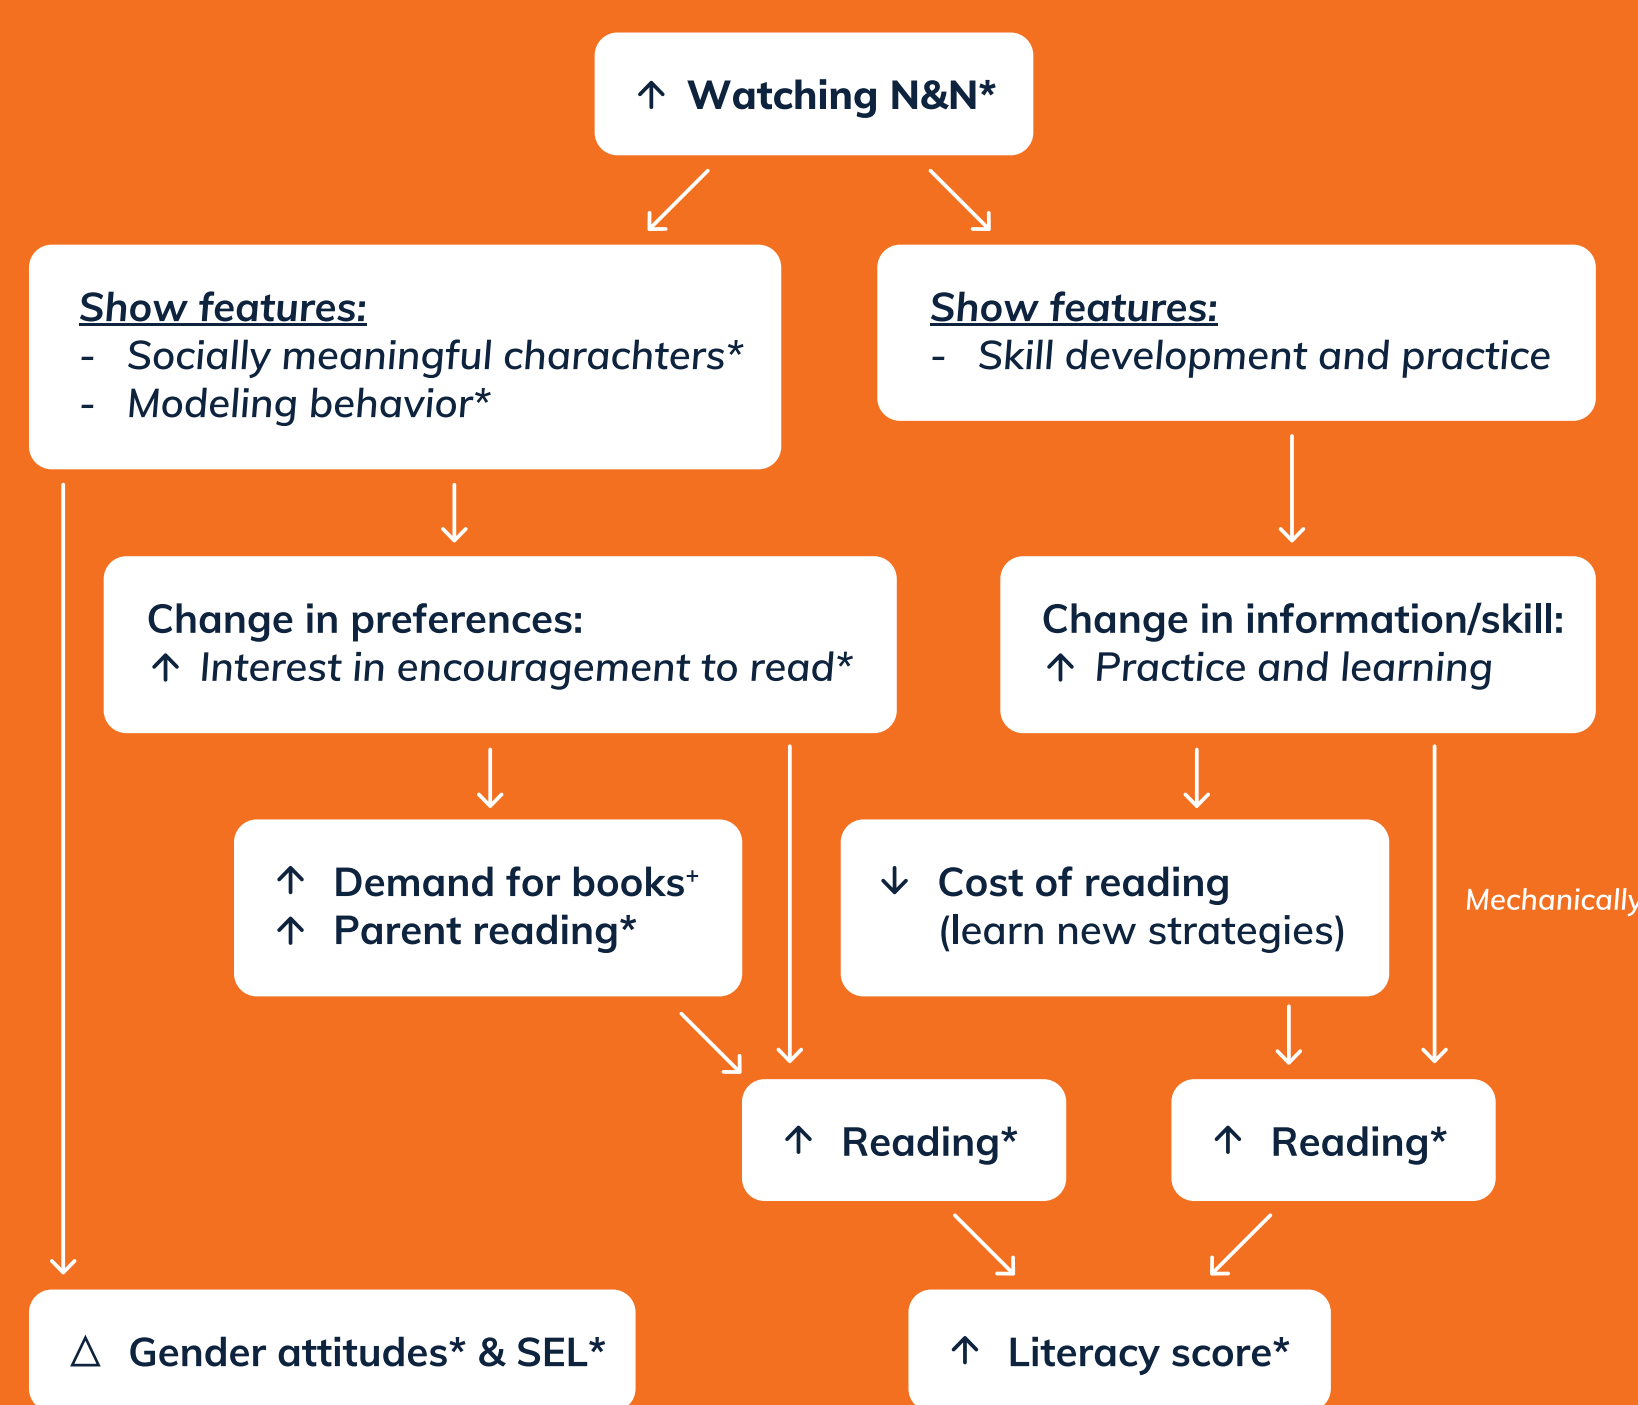 ↑ Watching N&N*
Show features:
- Socially meaningful charachters*
- Modeling behavior*
Show features:
- Skill development and practice
Change in preferences:
↑ Interest in encouragement to read*
Change in information/skill:
↑ Practice and learning
↑ Demand for books⁺
↑ Parent reading*
↓ Cost of reading
(learn new strategies)
Mechanically
↑ Reading*
↑ Reading*
△ Gender attitudes* & SEL*
↑ Literacy score*